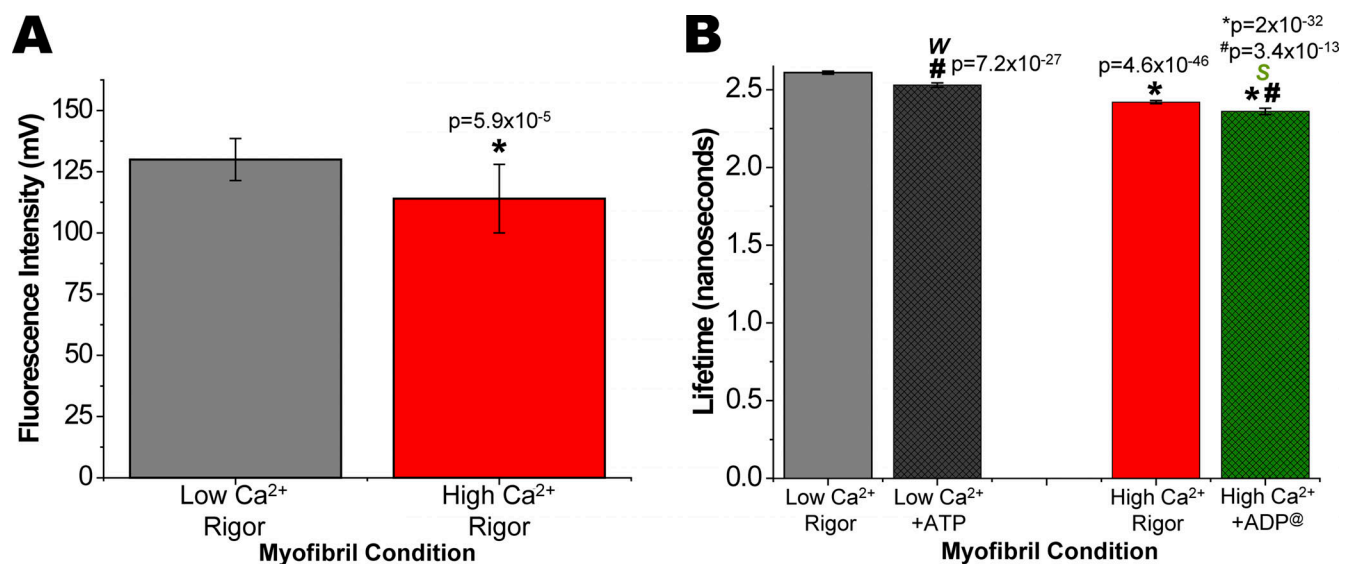 A
Fluorescence Intensity (mV)
150
125
100
75
50
25
0
p=5.9x10⁻⁵
*
Low Ca²⁺
Rigor
High Ca²⁺
Rigor
Myofibril Condition
B
Lifetime (nanoseconds)
2.5
2.0
1.5
1.0
0.5
0.0
W
# p=7.2x10⁻²⁷
p=4.6x10⁻⁴⁶
*
*p=2x10⁻³²
#p=3.4x10⁻¹³
S
*#
Low Ca²⁺
Rigor
Low Ca²⁺
+ATP
High Ca²⁺
Rigor
High Ca²⁺
+ADP@
Myofibril Condition